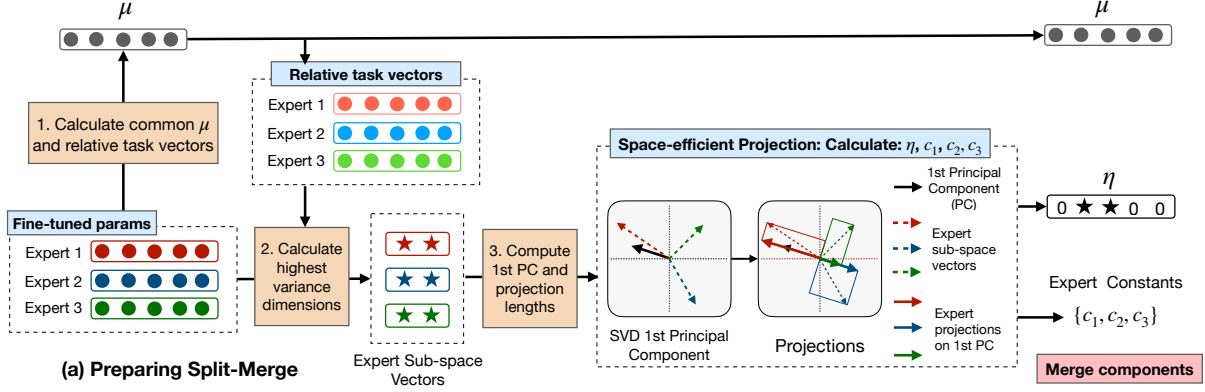 μ
μ
Relative task vectors
Expert 1
Expert 2
Expert 3
1. Calculate common μ
and relative task vectors
Fine-tuned params
Expert 1
Expert 2
Expert 3
2. Calculate
highest
variance
dimensions
Expert Sub-space
Vectors
3. Compute
1st PC and
projection
lengths
Space-efficient Projection: Calculate: η, c₁, c₂, c₃
SVD 1st Principal
Component
Projections
1st Principal
Component
(PC)
Expert
sub-space
vectors
Expert
projections
on 1st PC
η
0 ★ ★ 0 0
Expert Constants
{c₁, c₂, c₃}
(a) Preparing Split-Merge
Merge components